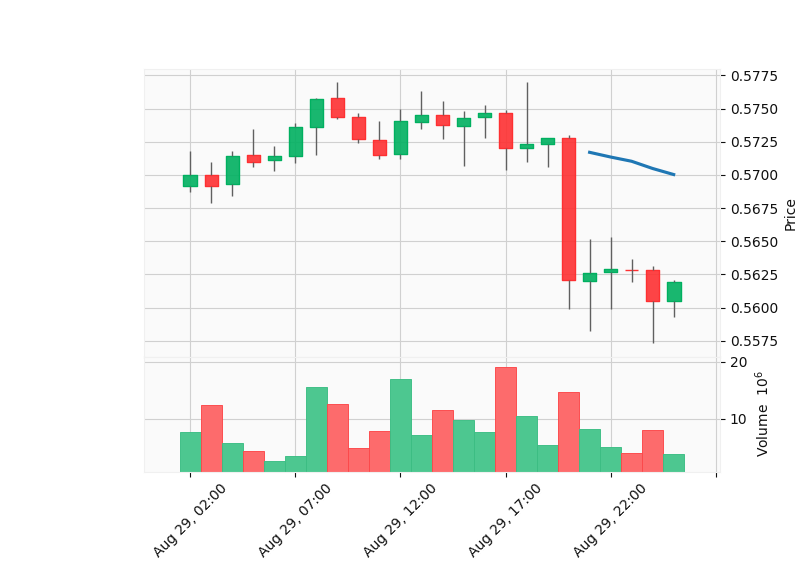 0.5775
0.5750
0.5725
0.5700
0.5675
0.5650
0.5625
0.5600
0.5575
Price
20
10
Volume 10⁶
Aug 29, 02:00
Aug 29, 07:00
Aug 29, 12:00
Aug 29, 17:00
Aug 29, 22:00